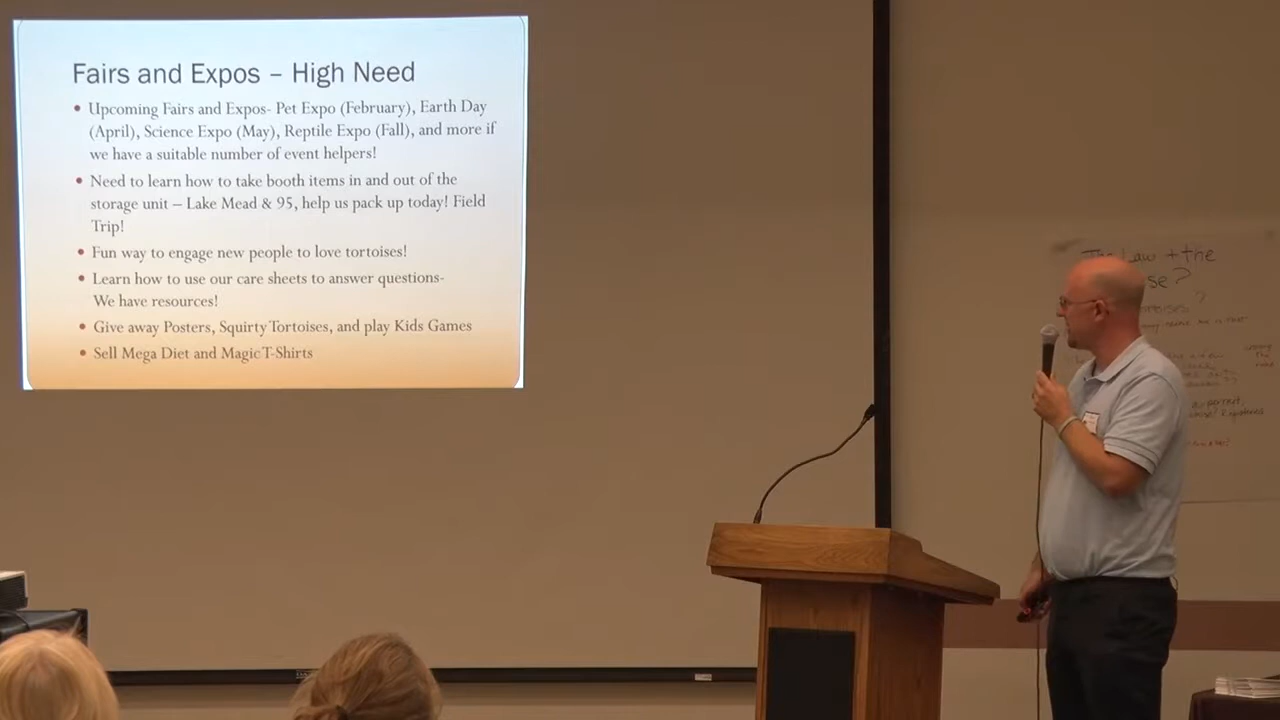 Fairs and Expos – High Need
• Upcoming Fairs and Expos- Pet Expo (February), Earth Day
(April), Science Expo (May), Reptile Expo (Fall), and more if
we have a suitable number of event helpers!
• Need to learn how to take booth items in and out of the
storage unit – Lake Mead & 95, help us pack up today! Field
Trip!
• Fun way to engage new people to love tortoises!
• Learn how to use our care sheets to answer questions-
We have resources!
• Give away Posters, Squirty Tortoises, and play Kids Games
• Sell Mega Diet and Magic T-Shirts
The Law + the